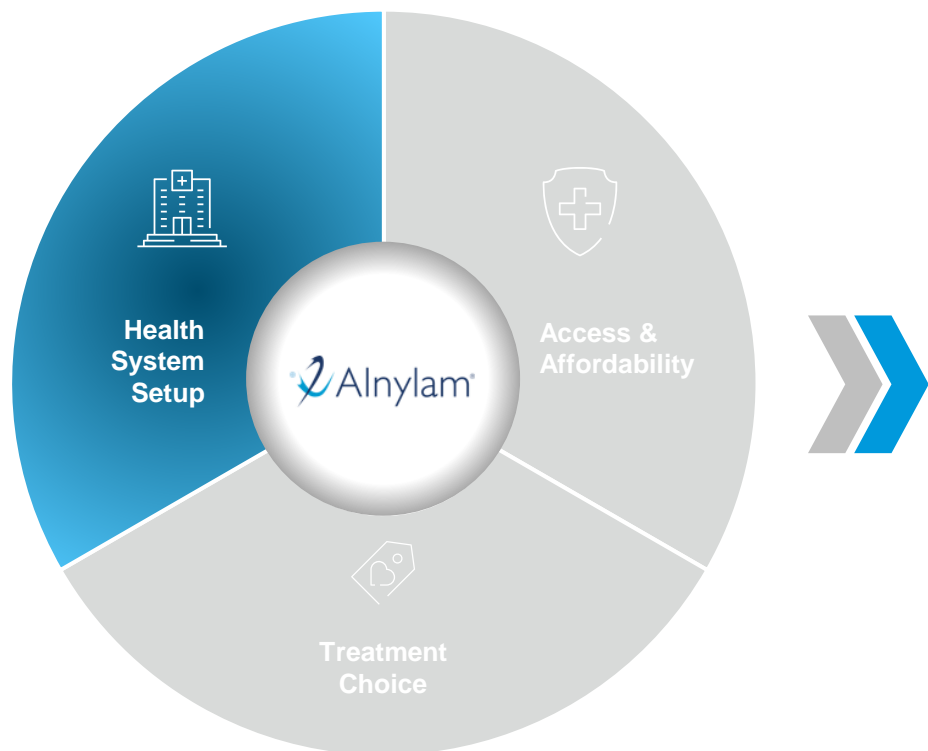 Health
System
Setup
Alnylam®
Access &
Affordability
Treatment
Choice